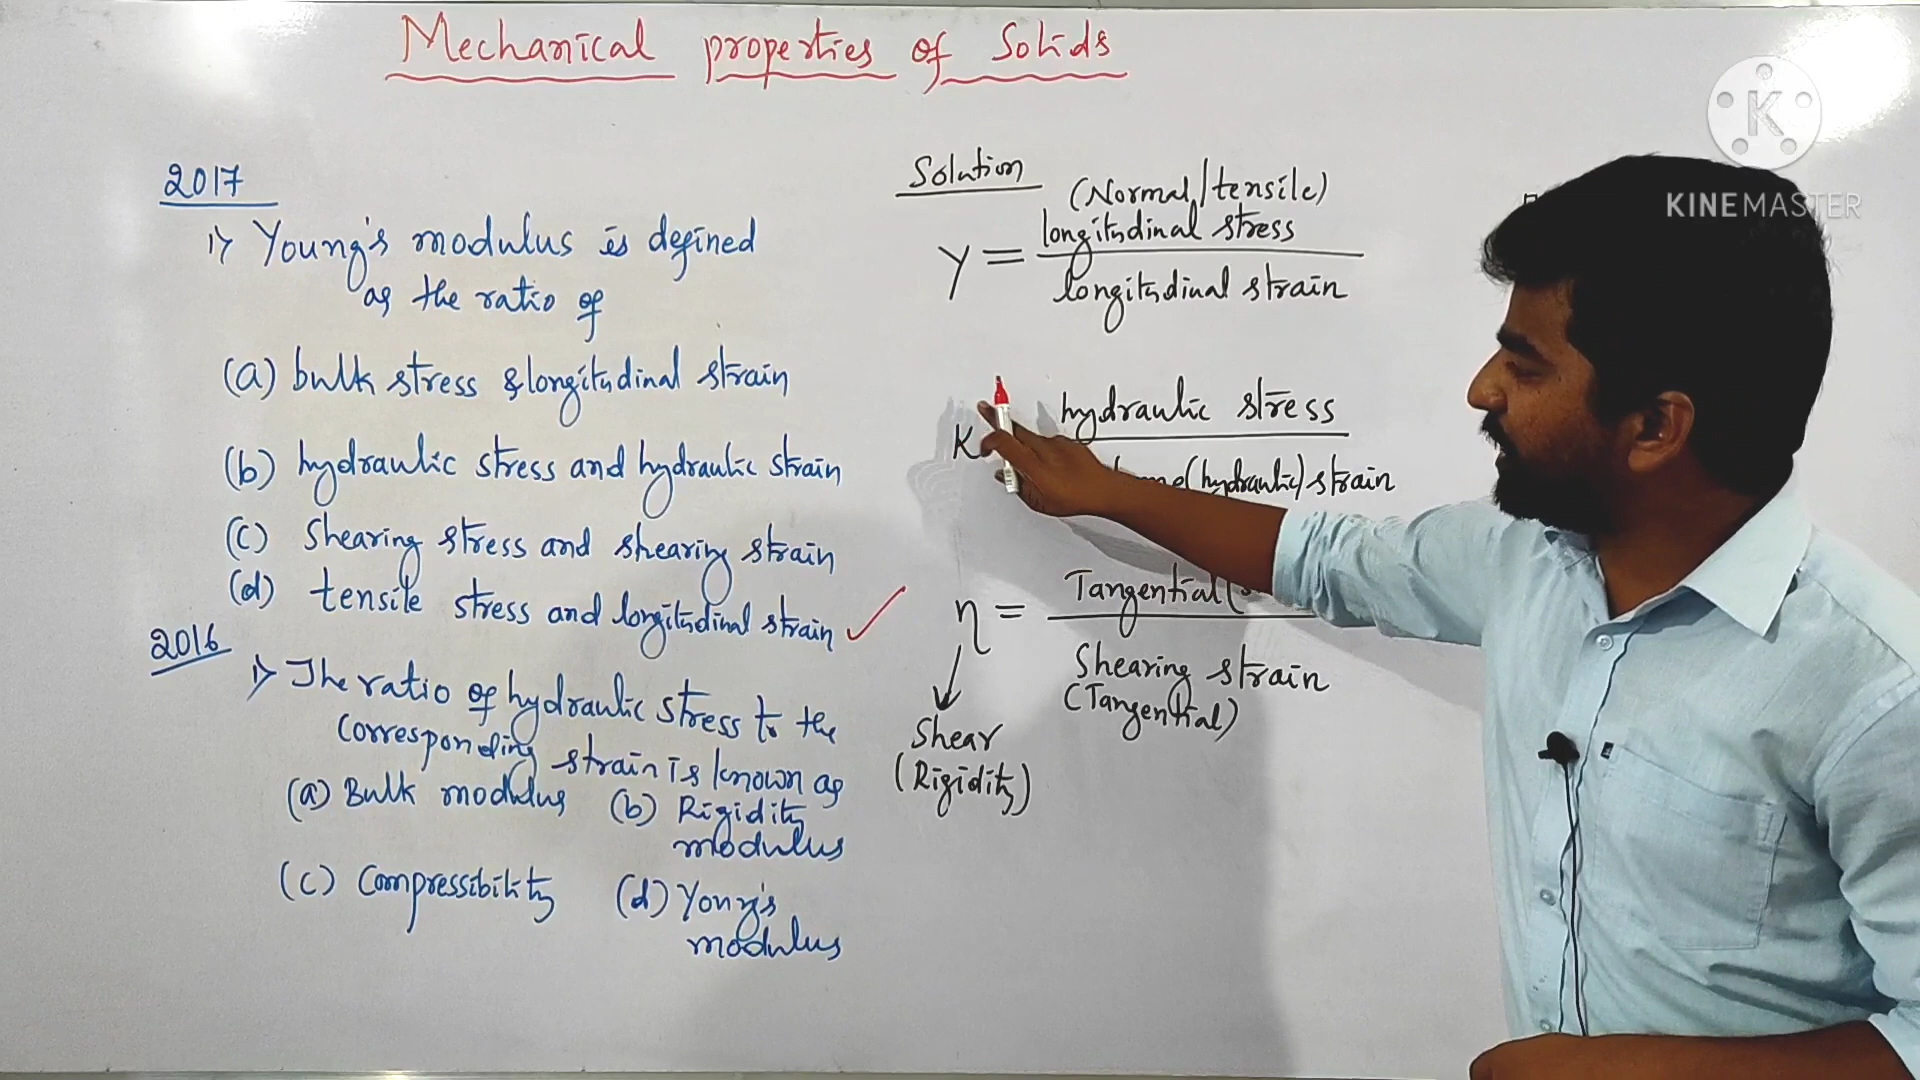 Mechanical properties of Solids
2017
1) Young's modulus is defined
as the ratio of
(a) bulk stress & longitudinal strain
(b) hydraulic stress and hydraulic strain
(c) Shearing stress and shearing strain
(d) tensile stress and longitudinal strain ✓
2016
1) The ratio of hydraulic stress to the
corresponding strain is known as
(a) Bulk modulus (b) Rigidity
modulus
(c) Compressibility (d) Young's
modulus
Solution
(Normal/tensile)
Y = longitudinal stress
longitudinal strain
hydraulic stress
K
(hydraulic) strain
η = Tangential (
Shearing strain
(Tangential)
Shear
(Rigidity)
K
KINEMASTER